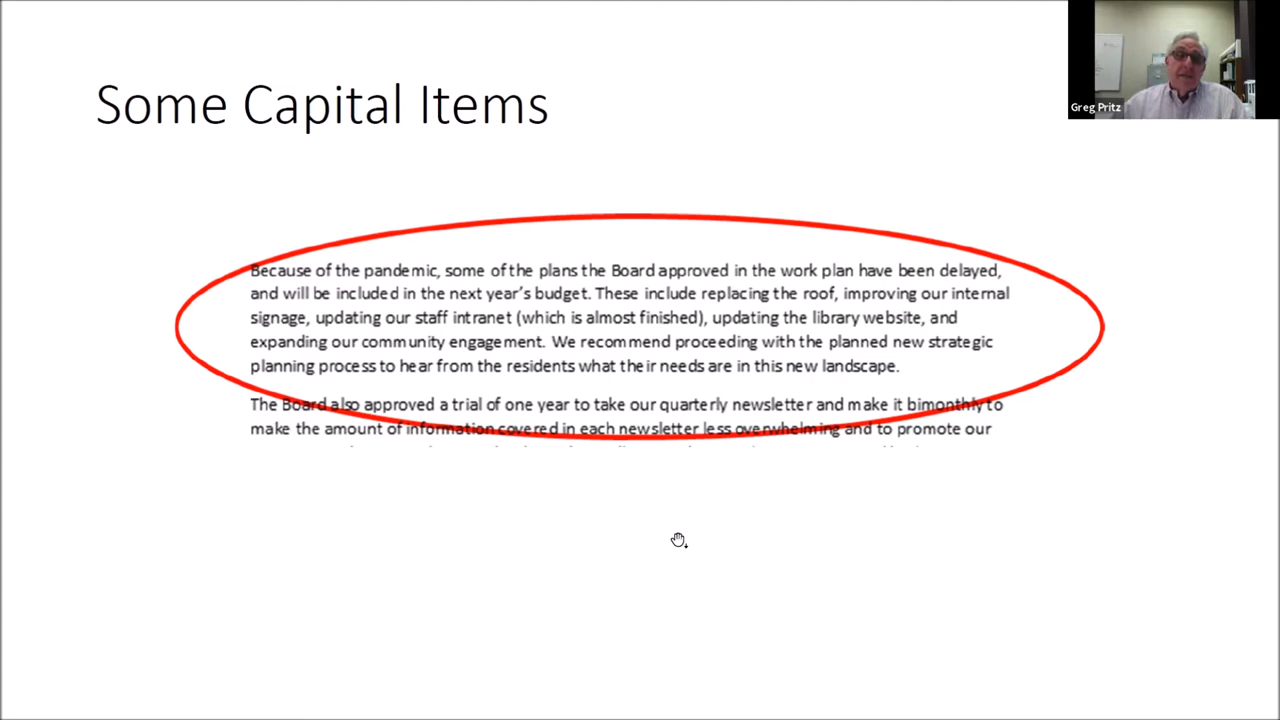 Some Capital Items
Greg Pritz
Because of the pandemic, some of the plans the Board approved in the work plan have been delayed,
and will be included in the next year’s budget. These include replacing the roof, improving our internal
signage, updating our staff intranet (which is almost finished), updating the library website, and
expanding our community engagement. We recommend proceeding with the planned new strategic
planning process to hear from the residents what their needs are in this new landscape.
The Board also approved a trial of one year to take our quarterly newsletter and make it bimonthly to
make the amount of information covered in each newsletter less overwhelming and to promote our